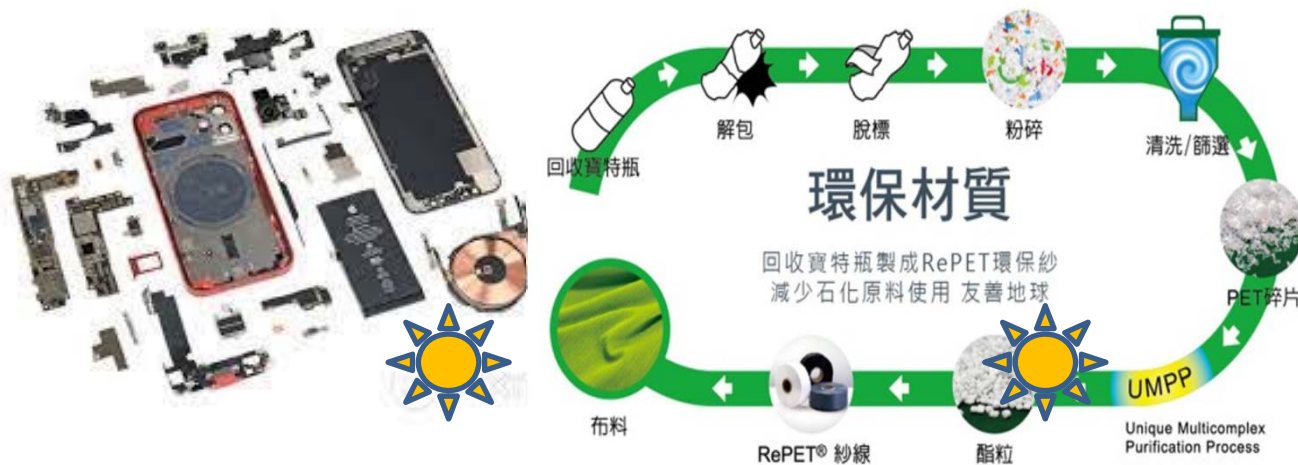 回收寶特瓶
解包
脫標
粉碎
清洗/篩選
環保材質
回收寶特瓶製成RePET環保紗
減少石化原料使用 友善地球
PET碎片
UMPP
Unique Multicomplex
Purification Process
酯粒
RePET® 紗線
布料